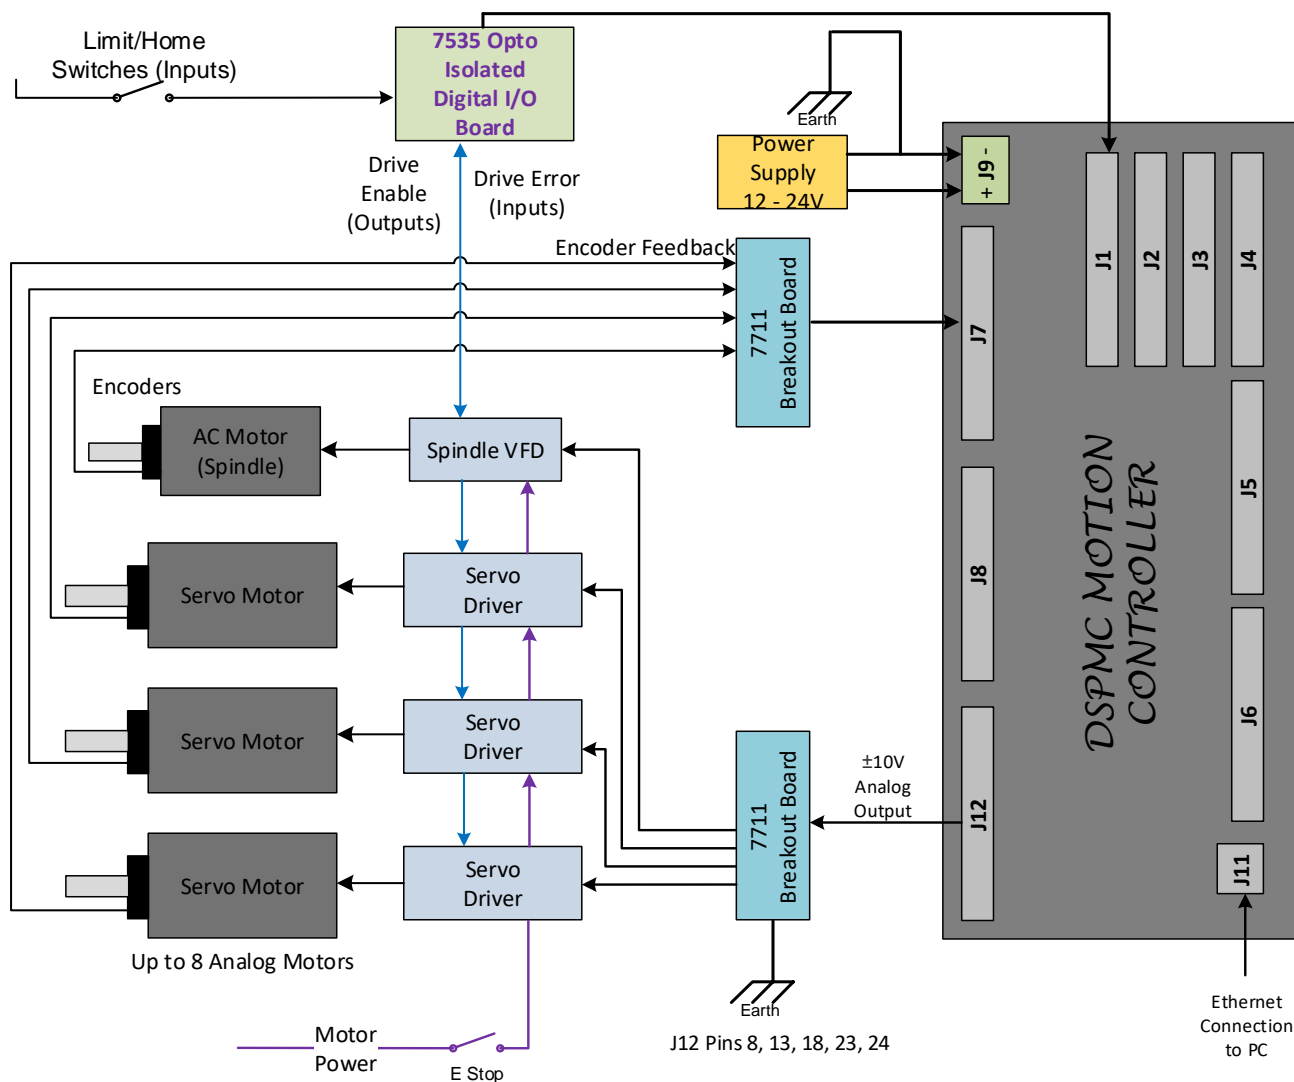 Limit/Home
Switches (Inputs)
7535 Opto
Isolated
Digital I/O
Board
Earth
Power
Supply
12 - 24V
+ J9 -
Drive
Enable
(Outputs)
Drive Error
(Inputs)
Encoder Feedback
7711
Breakout Board
J1
J2
J3
J4
J7
Encoders
AC Motor
(Spindle)
Spindle VFD
J5
J8
DSPMC MOTION
CONTROLLER
Servo Motor
Servo
Driver
Servo Motor
Servo
Driver
J6
±10V
Analog
Output
J12
7711
Breakout Board
Servo Motor
Servo
Driver
J11
Up to 8 Analog Motors
Earth
J12 Pins 8, 13, 18, 23, 24
Motor
Power
E Stop
Ethernet
Connection
to PC